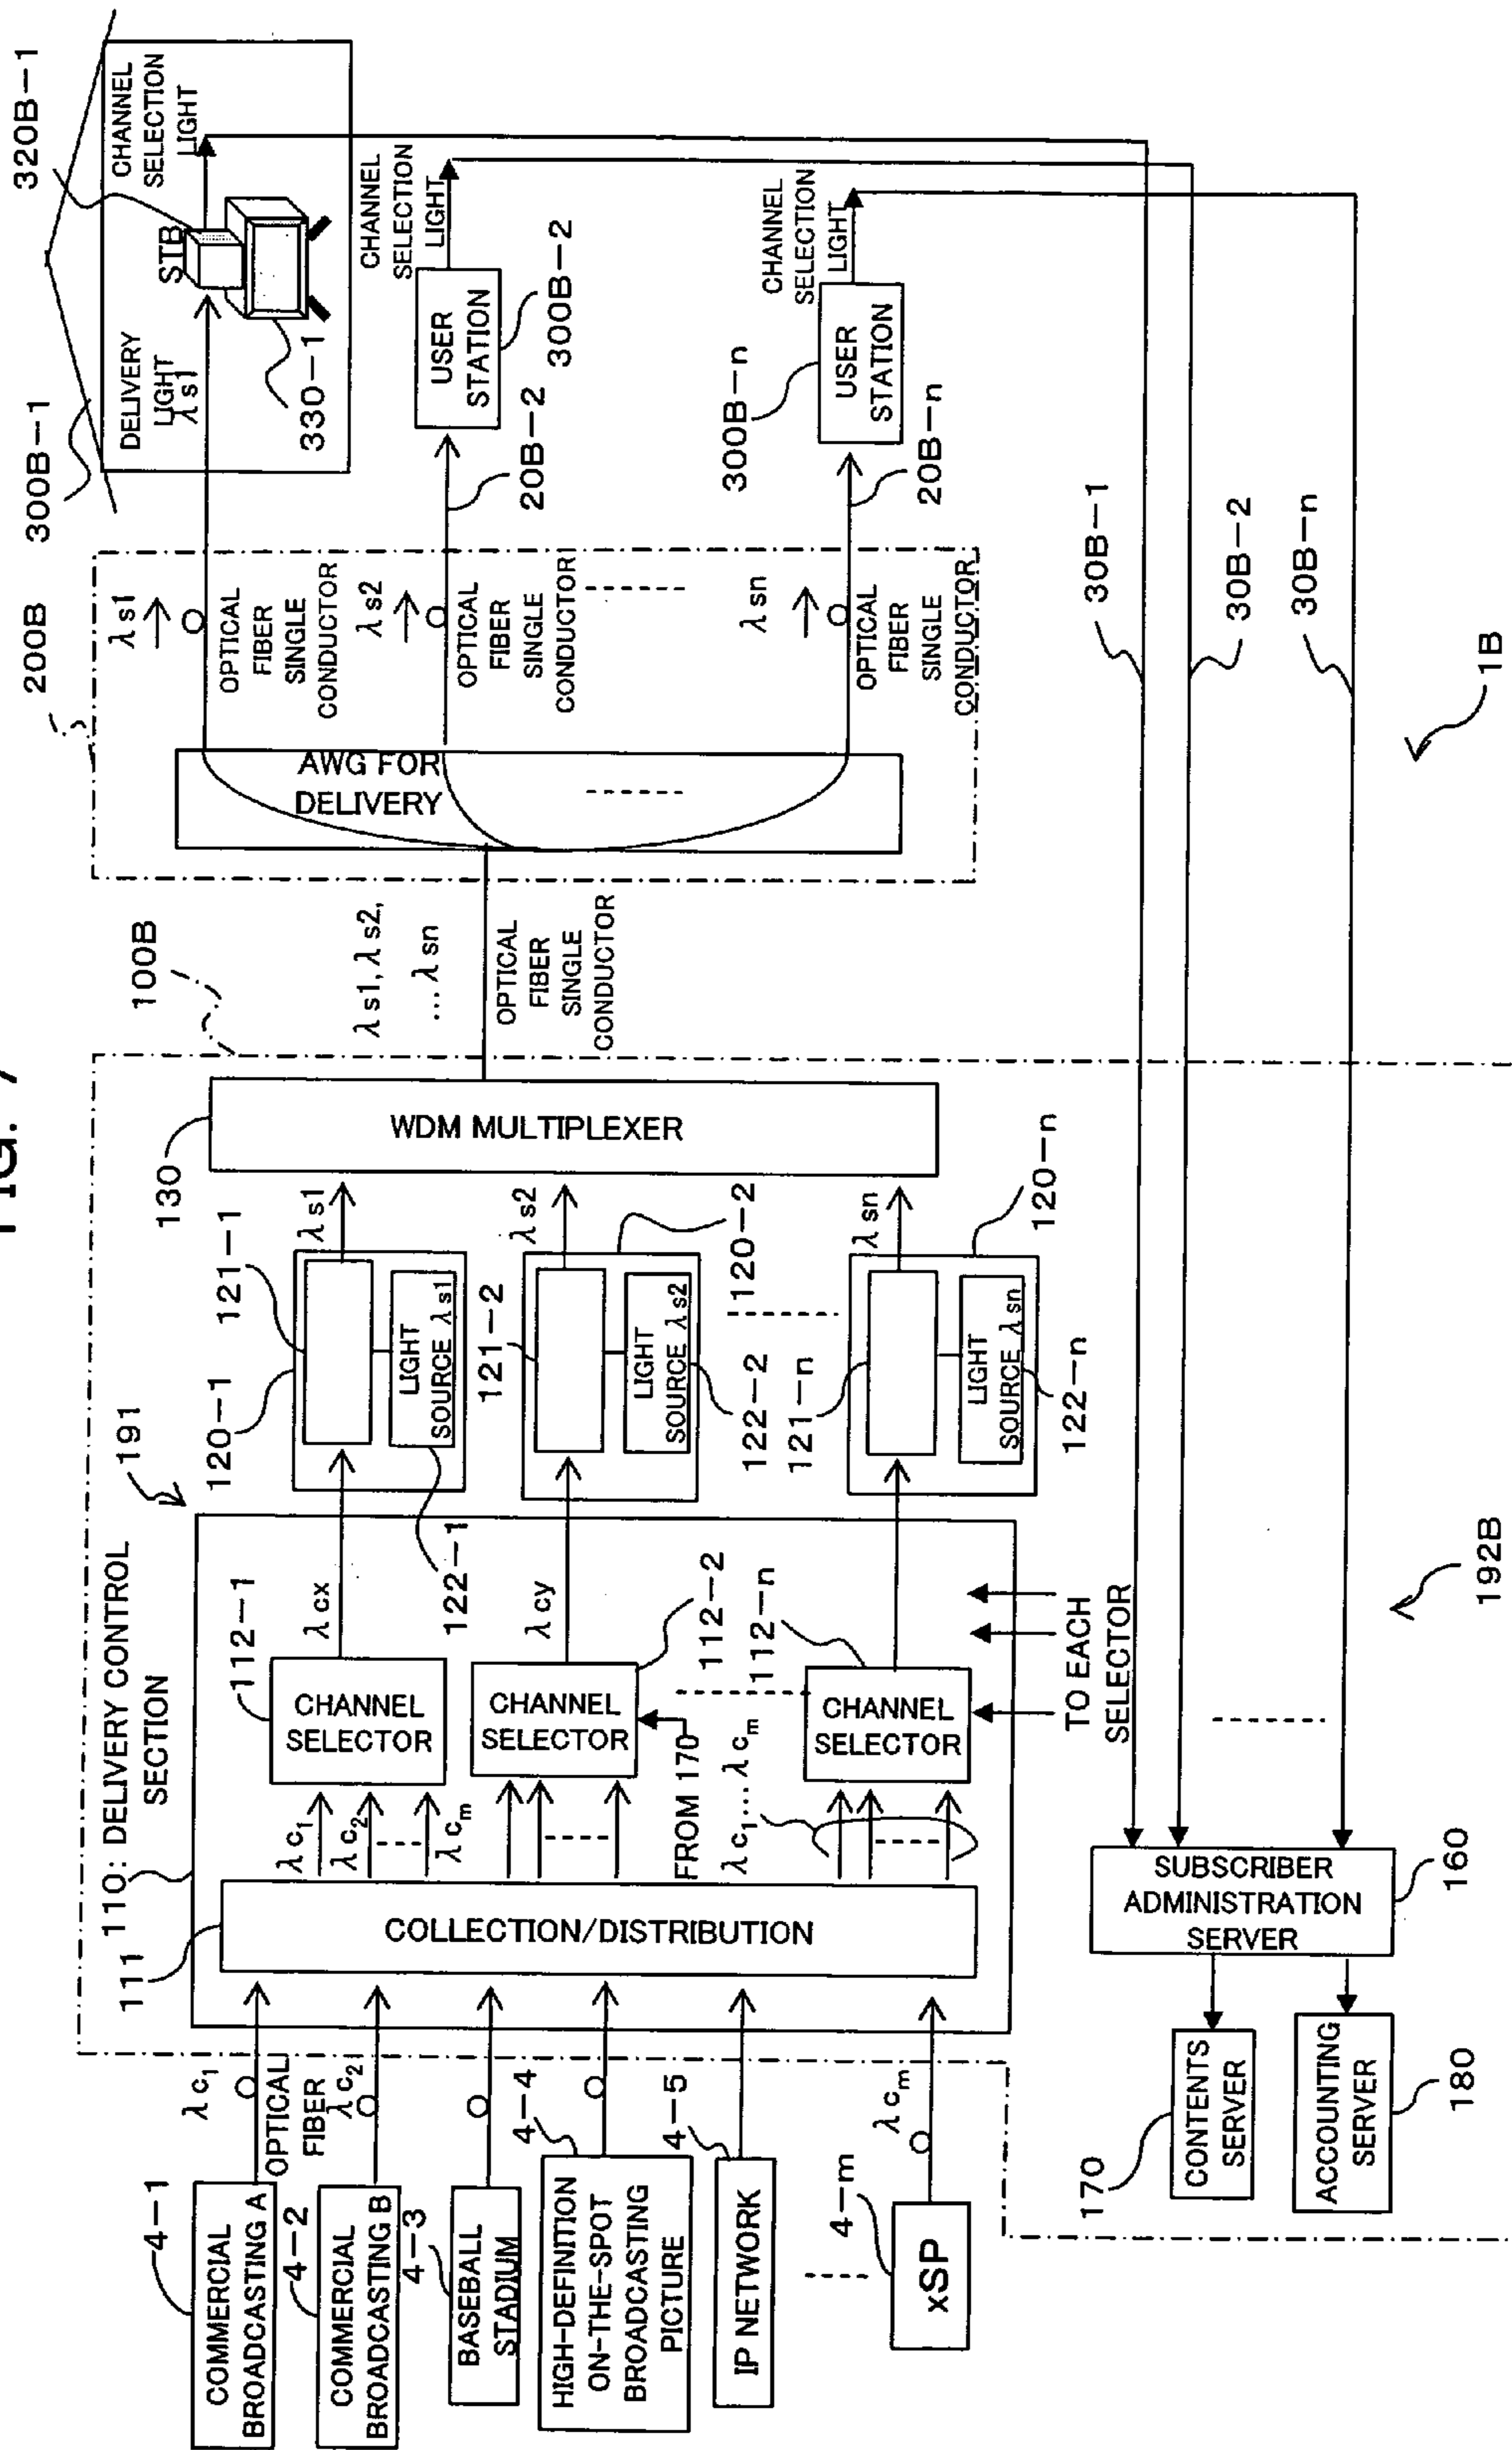 FIG. 7
4-1
COMMERCIAL
BROADCASTING A
4-2
COMMERCIAL
BROADCASTING B
4-3
BASEBALL
STADIUM
4-4
HIGH-DEFINITION
ON-THE-SPOT
BROADCASTING
PICTURE
4-5
IP NETWORK
4-m
xSP
λc1
OPTICAL
FIBER
λc2
λcm
110: DELIVERY CONTROL
SECTION
111
COLLECTION/DISTRIBUTION
λc1
λc2
λcm
112-1
CHANNEL
SELECTOR
λcx
112-2
CHANNEL
SELECTOR
λcy
FROM 170
λc1...λcm
112-n
CHANNEL
SELECTOR
TO EACH
SELECTOR
191
120-1
121-1
LIGHT
SOURCE λs1
122-1
λs1
120-2
121-2
LIGHT
SOURCE λs2
122-2
λs2
120-n
121-n
LIGHT
SOURCE λsn
122-n
λsn
130
WDM MULTIPLEXER
100B
λs1,λs2,
...λsn
OPTICAL
FIBER
SINGLE
CONDUCTOR
200B
AWG FOR
DELIVERY
λs1
OPTICAL
FIBER
SINGLE
CONDUCTOR
λs2
OPTICAL
FIBER
SINGLE
CONDUCTOR
λsn
OPTICAL
FIBER
SINGLE
CONDUCTOR
300B-1
DELIVERY
LIGHT
λs1
STB
320B-1
330-1
CHANNEL
SELECTION
LIGHT
20B-2
USER
STATION
300B-2
CHANNEL
SELECTION
LIGHT
20B-n
USER
STATION
300B-n
CHANNEL
SELECTION
LIGHT
30B-1
30B-2
30B-n
SUBSCRIBER
ADMINISTRATION
SERVER
160
170
CONTENTS
SERVER
ACCOUNTING
SERVER
180
192B
1B